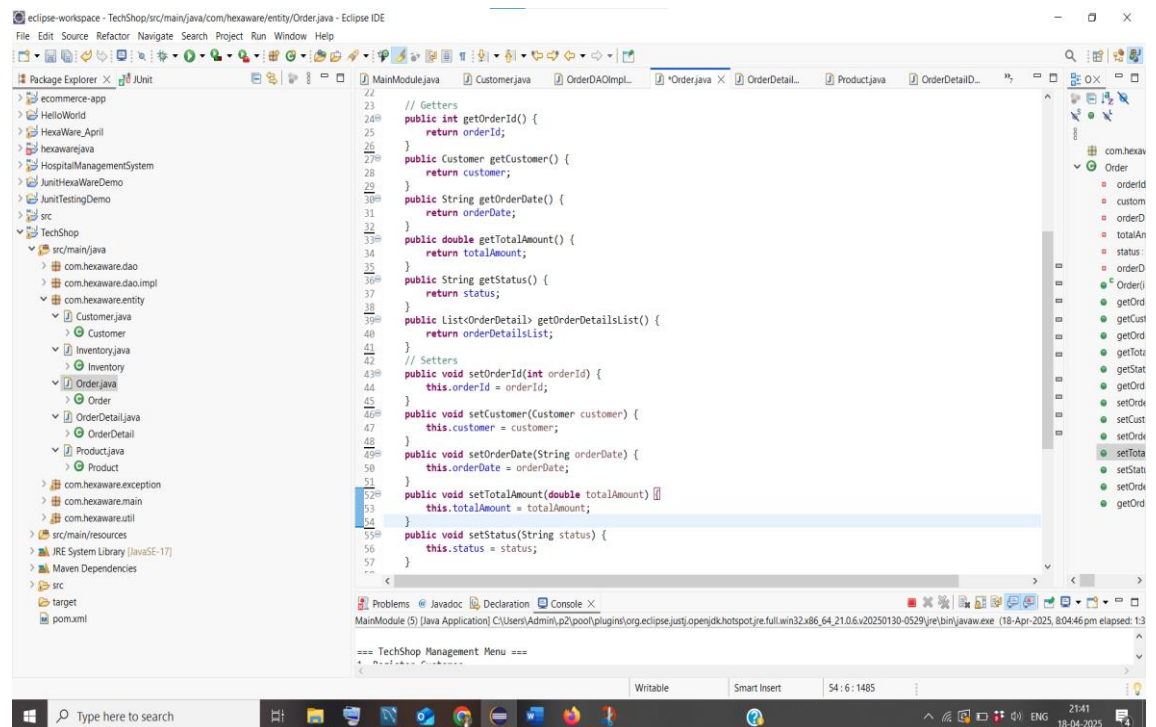 eclipse-workspace - TechShop/src/main/java/com/hexaware/entity/Order.java - Eclipse IDE
File Edit Source Refactor Navigate Search Project Run Window Help
Package Explorer
JUnit
ecommerce-app
HelloWorld
HexaWare_April
hexawarejava
HospitalManagementSystem
JunitHexaWareDemo
JunitTestingDemo
src
TechShop
src/main/java
com.hexaware.dao
com.hexaware.dao.impl
com.hexaware.entity
Customer.java
Customer
Inventory.java
Inventory
Order.java
Order
OrderDetail.java
OrderDetail
Product.java
Product
com.hexaware.exception
com.hexaware.main
com.hexaware.util
src/main/resources
JRE System Library [JavaSE-17]
Maven Dependencies
src
target
pom.xml
MainModule.java Customer.java OrderDAOImpl... *Order.java OrderDetail... Product.java OrderDetailD... »7
22
23 // Getters
24 public int getOrderId() {
25 return orderId;
26 }
27 public Customer getCustomer() {
28 return customer;
29 }
30 public String getOrderDate() {
31 return orderDate;
32 }
33 public double getTotalAmount() {
34 return totalAmount;
35 }
36 public String getStatus() {
37 return status;
38 }
39 public List<OrderDetail> getOrderDetailsList() {
40 return orderDetailsList;
41 }
42 // Setters
43 public void setOrderId(int orderId) {
44 this.orderId = orderId;
45 }
46 public void setCustomer(Customer customer) {
47 this.customer = customer;
48 }
49 public void setOrderDate(String orderDate) {
50 this.orderDate = orderDate;
51 }
52 public void setTotalAmount(double totalAmount) {
53 this.totalAmount = totalAmount;
54 }
55 public void setStatus(String status) {
56 this.status = status;
57 }
com.hexaw
Order
orderId
custom
orderD
totalAn
status :
orderD
Order(i
getOrd
getCust
getOrd
getTota
getStat
getOrd
setOrde
setCust
setOrde
setTota
setStatu
setOrde
getOrd
Problems Javadoc Declaration Console
MainModule (5) [Java Application] C:\Users\Admin\.p2\pool\plugins\org.eclipse.justj.openjdk.hotspot.jre.full.win32.x86_64_21.0.6.v20250130-0529\jre\bin\javaw.exe (18-Apr-2025, 8:04:46 pm elapsed: 1:3
=== TechShop Management Menu ===
Writable Smart Insert 54 : 6 : 1485
Type here to search
ENG
21:41
18-04-2025